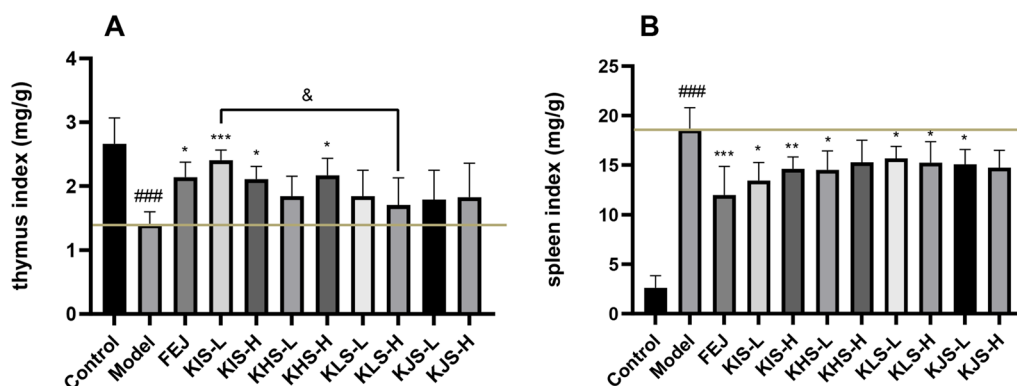 A
thymus index (mg/g)
4
3
2
1
0
&
###
*
***
*
*
Control
Model
FEJ
KIS-L
KIS-H
KHS-L
KHS-H
KLS-L
KLS-H
KJS-L
KJS-H
B
spleen index (mg/g)
25
20
15
10
5
0
###
***
*
**
*
*
*
*
Control
Model
FEJ
KIS-L
KIS-H
KHS-L
KHS-H
KLS-L
KLS-H
KJS-L
KJS-H